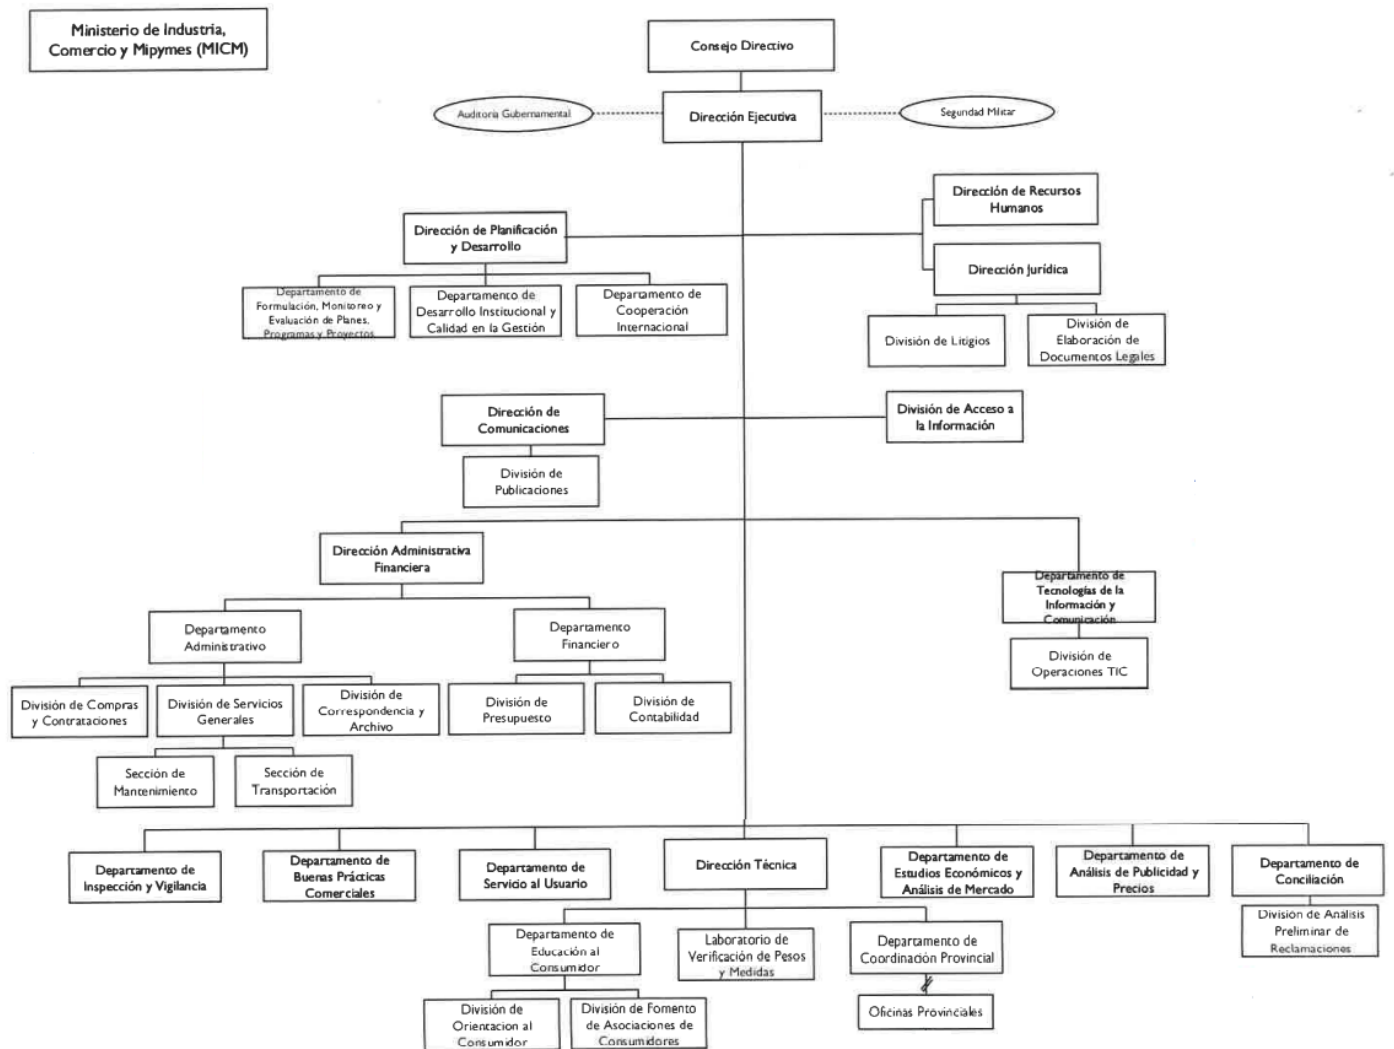 Ministerio de Industria,
Comercio y Mipymes (MICM)
Consejo Directivo
Auditoria Gubernamental
Dirección Ejecutiva
Seguridad Militar
Dirección de Recursos
Humanos
Dirección de Planificación
y Desarrollo
Dirección Jurídica
Departamento de
Formulación, Monitoreo y
Evaluación de Planes,
Programas y Proyectos
Departamento de
Desarrollo Institucional y
Calidad en la Gestión
Departamento de
Cooperación
Internacional
División de Litigios
División de
Elaboración de
Documentos Legales
Dirección de
Comunicaciones
División de Acceso a
la Información
División de
Publicaciones
Dirección Administrativa
Financiera
Departamento de
Tecnologías de la
Información y
Comunicación
Departamento
Administrativo
Departamento
Financiero
División de
Operaciones TIC
División de Compras
y Contrataciones
División de Servicios
Generales
División de
Correspondencia y
Archivo
División de
Presupuesto
División de
Contabilidad
Sección de
Mantenimiento
Sección de
Transportación
Departamento de
Inspección y Vigilancia
Departamento de
Buenas Prácticas
Comerciales
Departamento de
Servicio al Usuario
Dirección Técnica
Departamento de
Estudios Económicos y
Análisis de Mercado
Departamento de
Análisis de Publicidad y
Precios
Departamento de
Conciliación
Departamento de
Educación al
Consumidor
Laboratorio de
Verificación de Pesos
y Medidas
Departamento de
Coordinación Provincial
División de Análisis
Preliminar de
Reclamaciones
División de
Orientacion al
Consumidor
División de Fomento
de Asociaciones de
Consumidores
Oficinas Provinciales